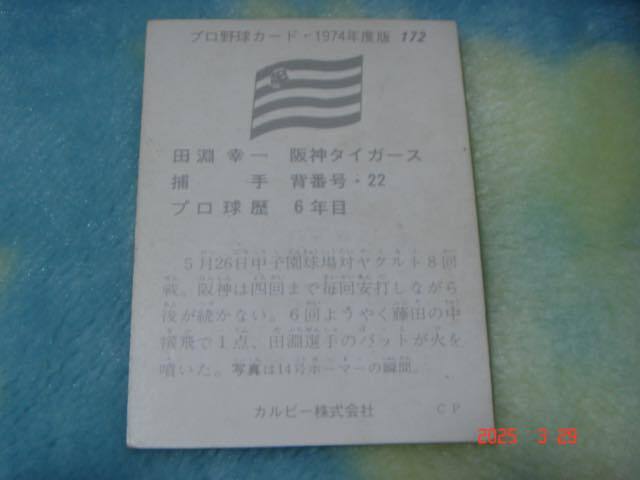 プロ野球カード・1974年度版 172
田淵幸一 阪神タイガース
捕手 背番号・22
プロ球歴 6年目
5月26日甲子園球場対ヤクルト8回
戦。阪神は四回まで毎回安打しながら
後が続かない。6回ようやく藤田の中
犠飛で1点、田淵選手のバットが火を
噴いた。写真は14号ホーマーの瞬間。
カルビー株式会社 CP
2025 3 29